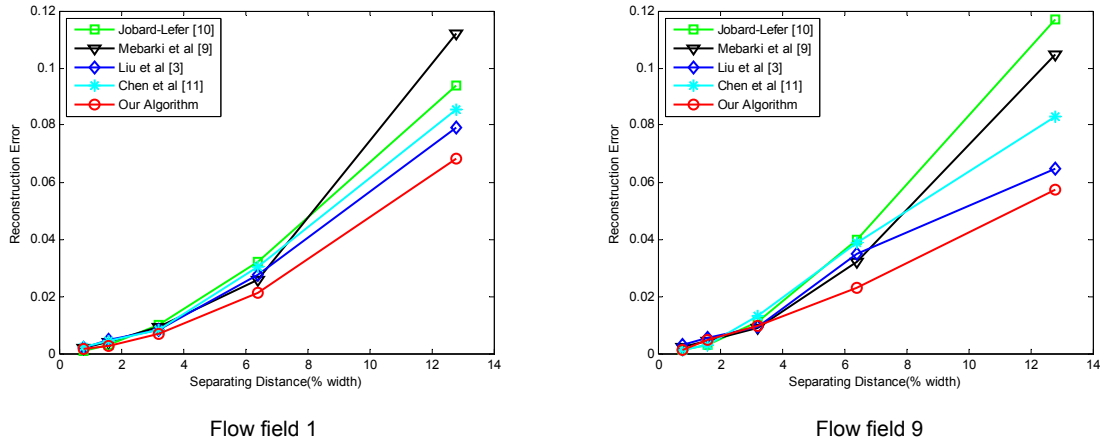 0.12
0.1
0.08
0.06
0.04
0.02
0
Reconstruction Error
Jobard-Lefer [10]
Mebarki et al [9]
Liu et al [3]
Chen et al [11]
Our Algorithm
0 2 4 6 8 10 12 14
Separating Distance(% width)
Flow field 1
0.12
0.1
0.08
0.06
0.04
0.02
0
Reconstruction Error
Jobard-Lefer [10]
Mebarki et al [9]
Liu et al [3]
Chen et al [11]
Our Algorithm
0 2 4 6 8 10 12 14
Separating Distance(% width)
Flow field 9